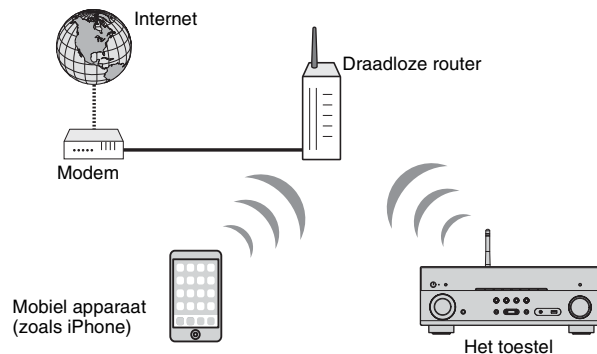 Internet
Draadloze router
Modem
Mobiel apparaat
(zoals iPhone)
Het toestel